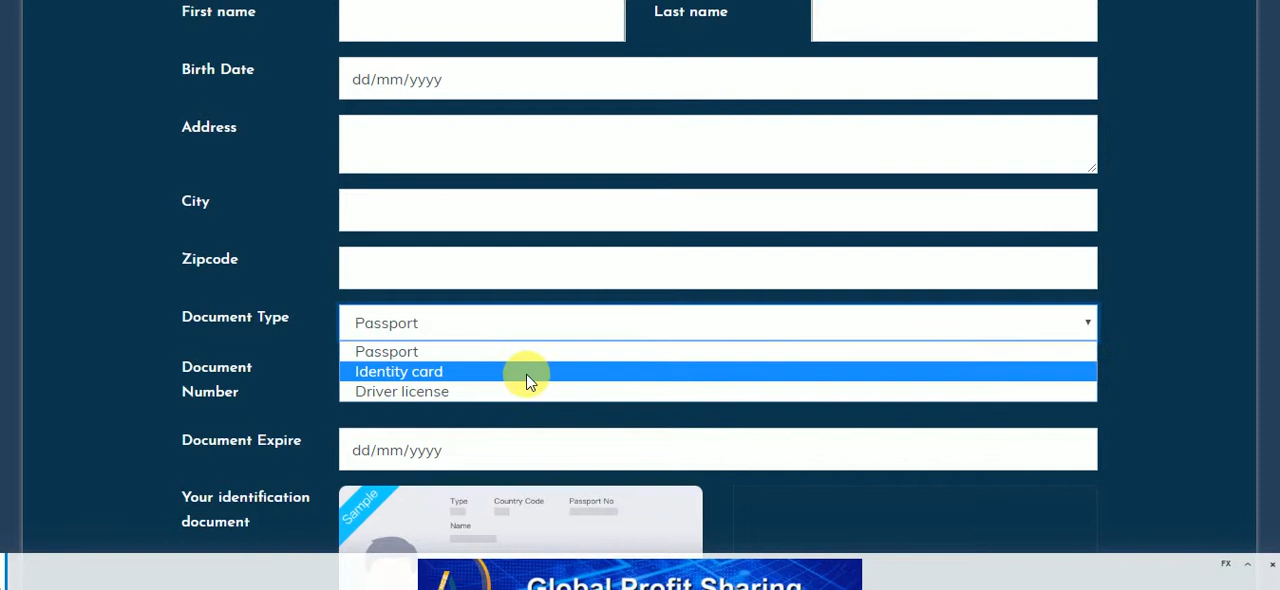 First name
Last name
Birth Date
dd/mm/yyyy
Address
City
Zipcode
Document Type
Passport
Passport
Identity card
Driver license
Document
Number
Document Expire
dd/mm/yyyy
Your identification
document
Sample
Type
Country Code
Passport No
Name
Global Profit Sharing
FX